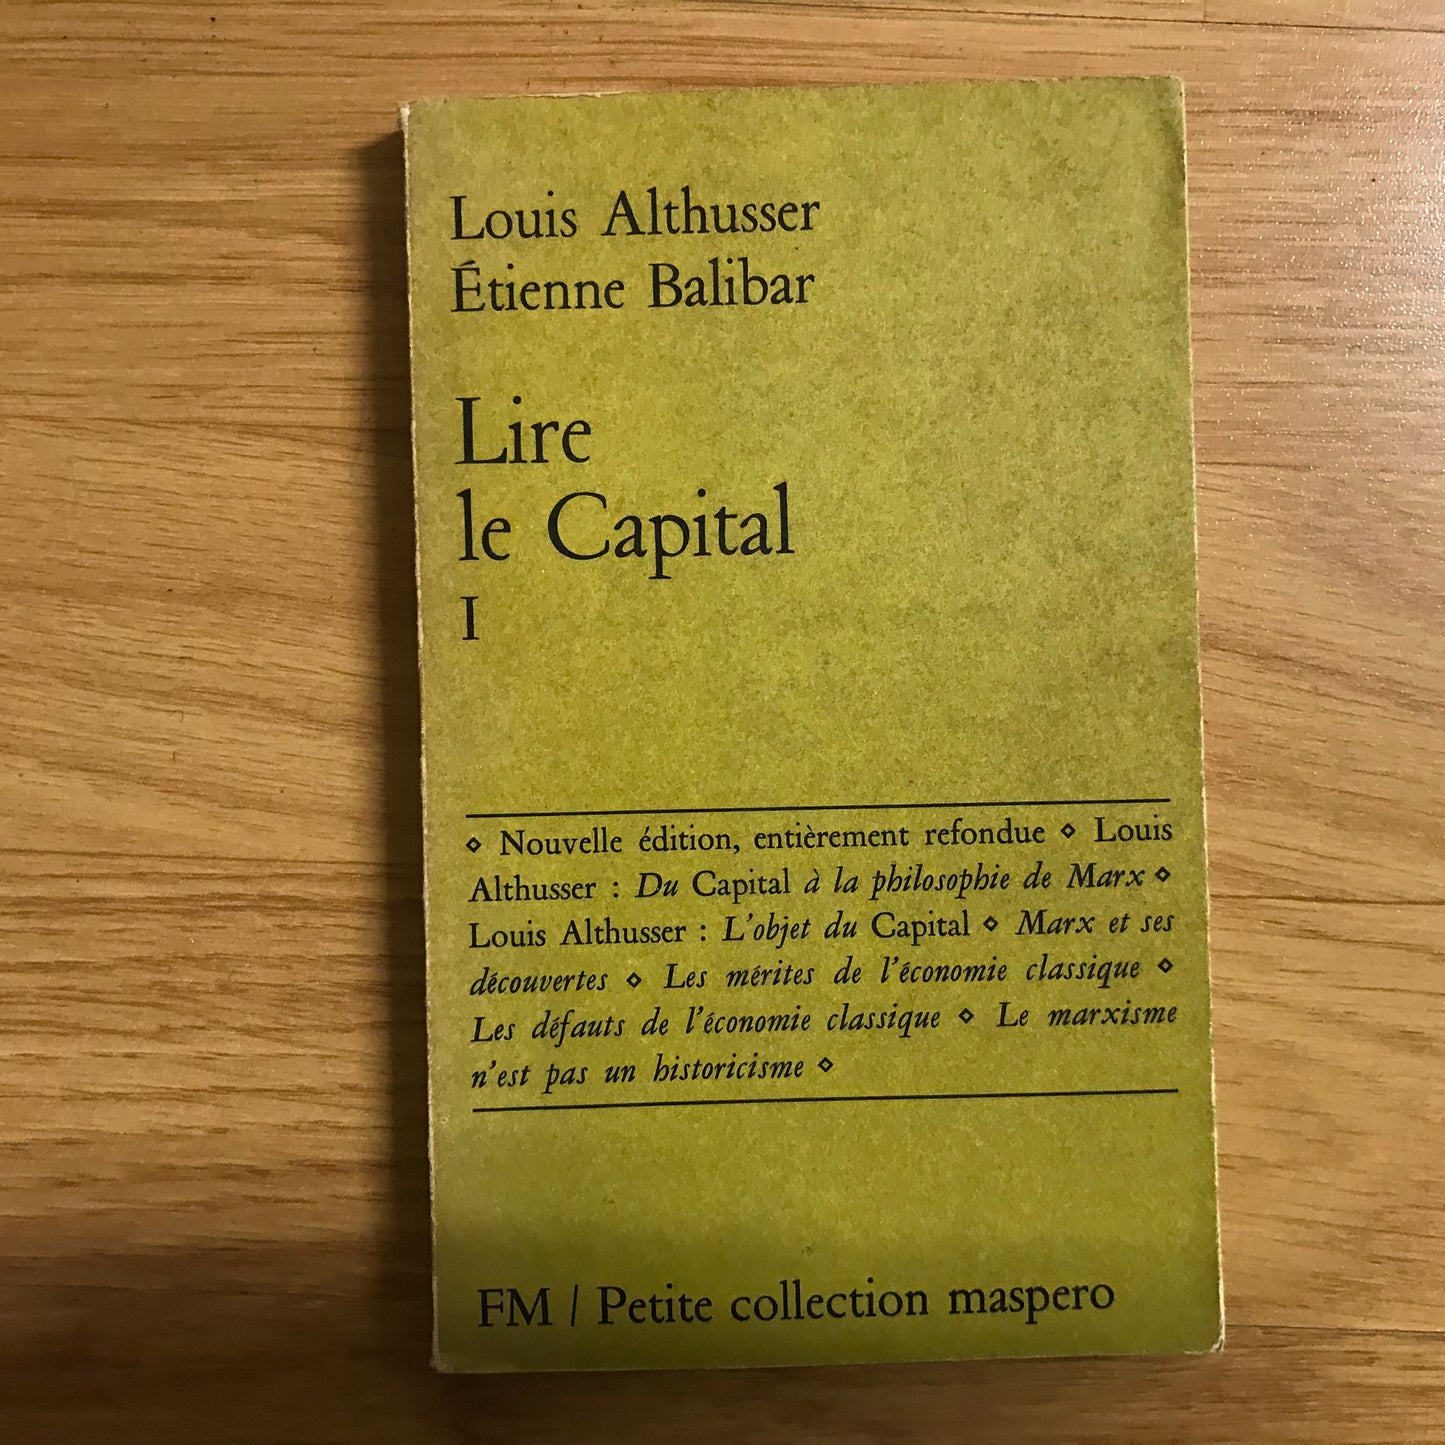 Louis Althusser
Étienne Balibar
Lire
le Capital
I
⋄ Nouvelle édition, entièrement refondue ⋄ Louis
Althusser : Du Capital à la philosophie de Marx ⋄
Louis Althusser : L'objet du Capital ⋄ Marx et ses
découvertes ⋄ Les mérites de l'économie classique ⋄
Les défauts de l'économie classique ⋄ Le marxisme
n'est pas un historicisme ⋄
FM / Petite collection maspero